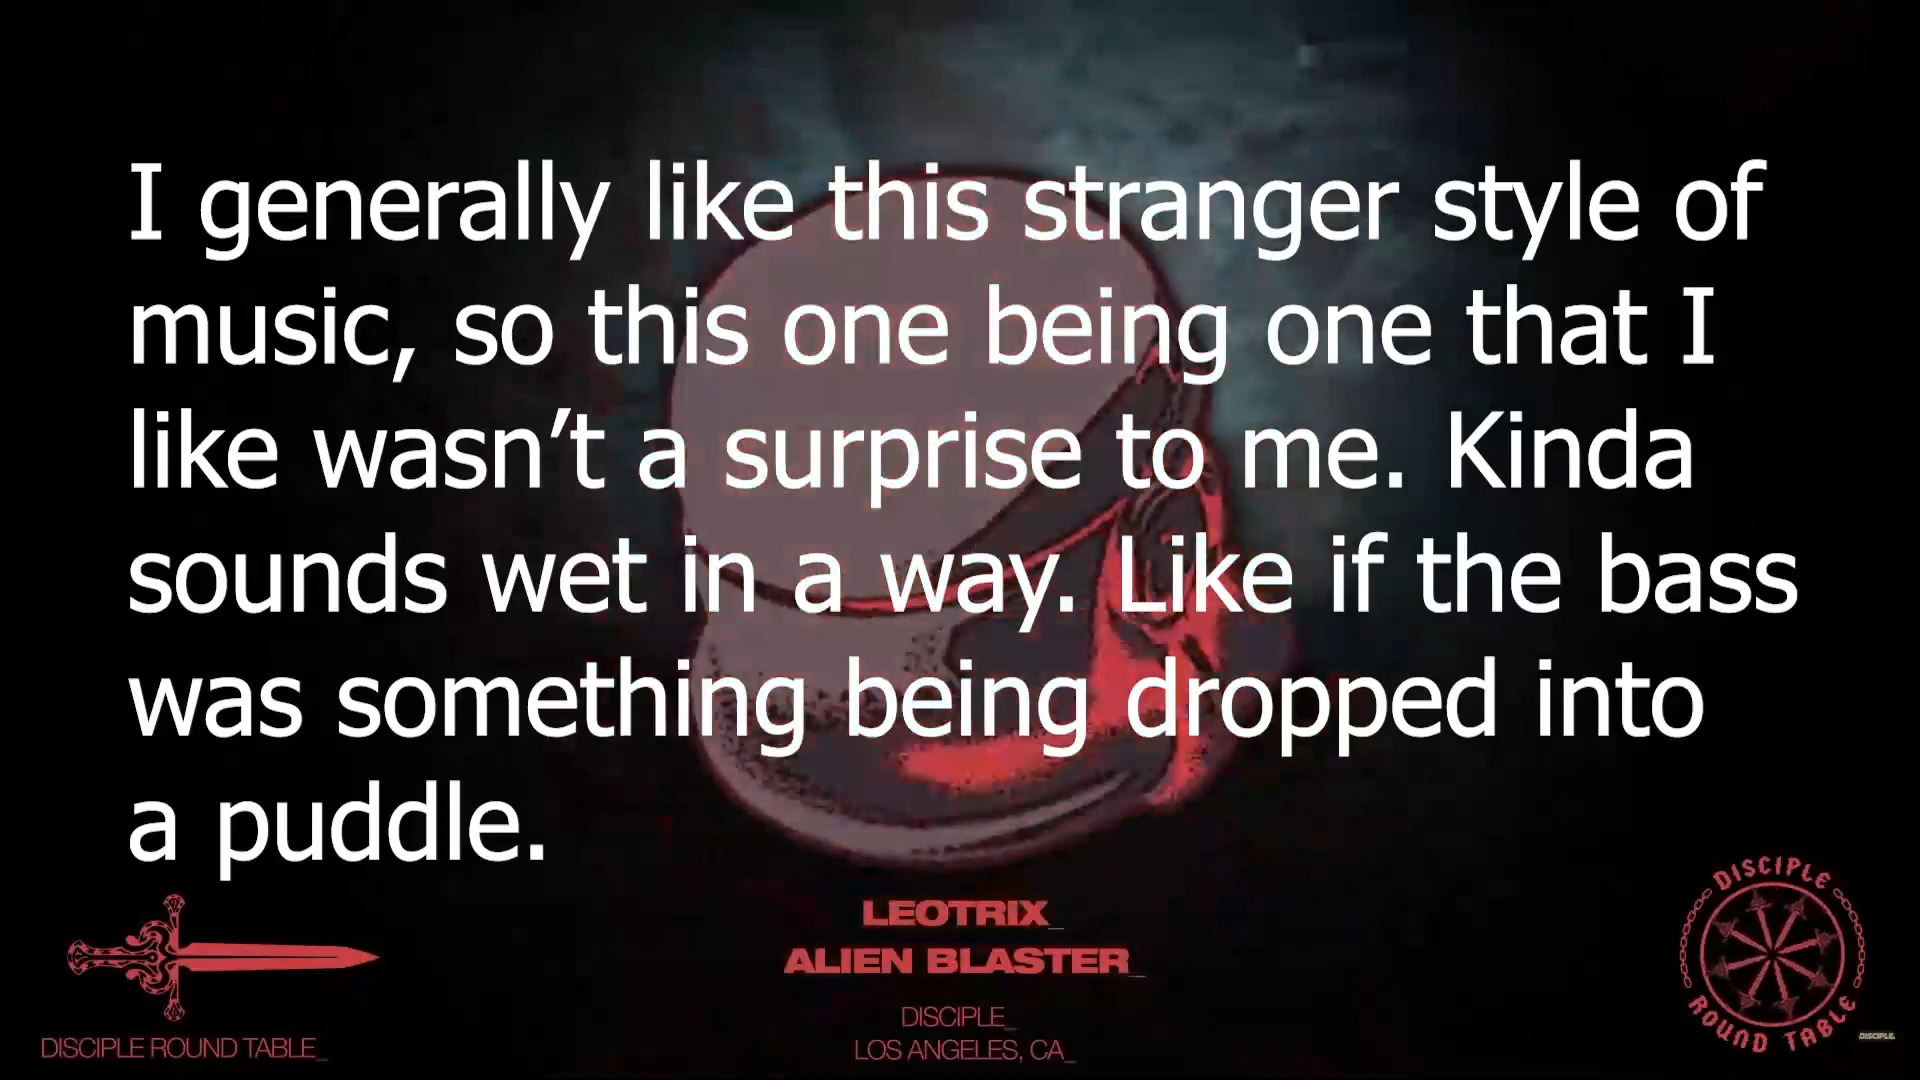 I generally like this stranger style of
music, so this one being one that I
like wasn’t a surprise to me. Kinda
sounds wet in a way. Like if the bass
was something being dropped into
a puddle.
LEOTRIX_
ALIEN BLASTER_
DISCIPLE_
LOS ANGELES, CA_
DISCIPLE ROUND TABLE_
DISCIPLE
ROUND TABLE
DISCIPLE.